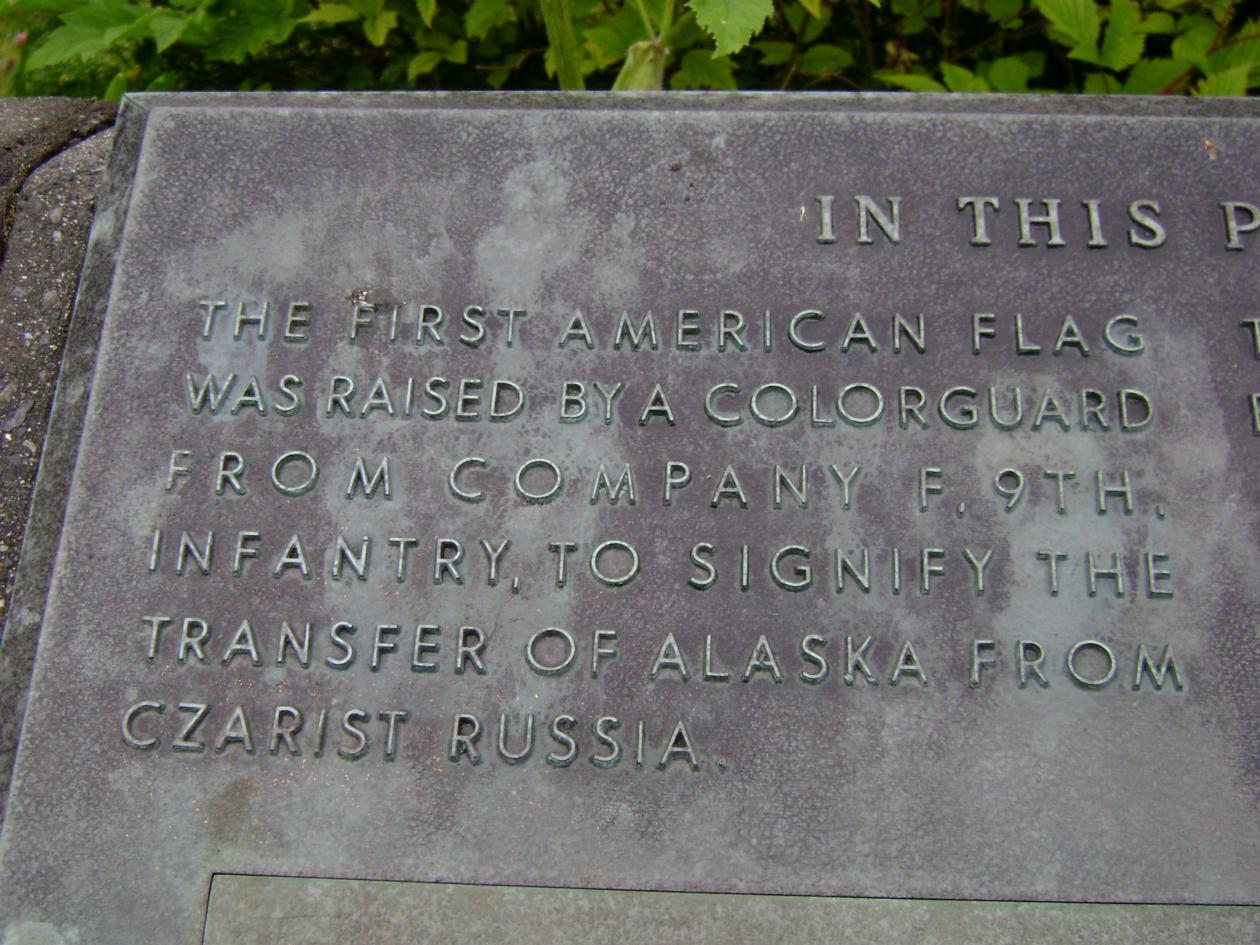 IN THIS
THE FIRST AMERICAN FLAG
WAS RAISED BY A COLORGUARD
FROM COMPANY F, 9TH.
INFANTRY, TO SIGNIFY THE
TRANSFER OF ALASKA FROM
CZARIST RUSSIA.